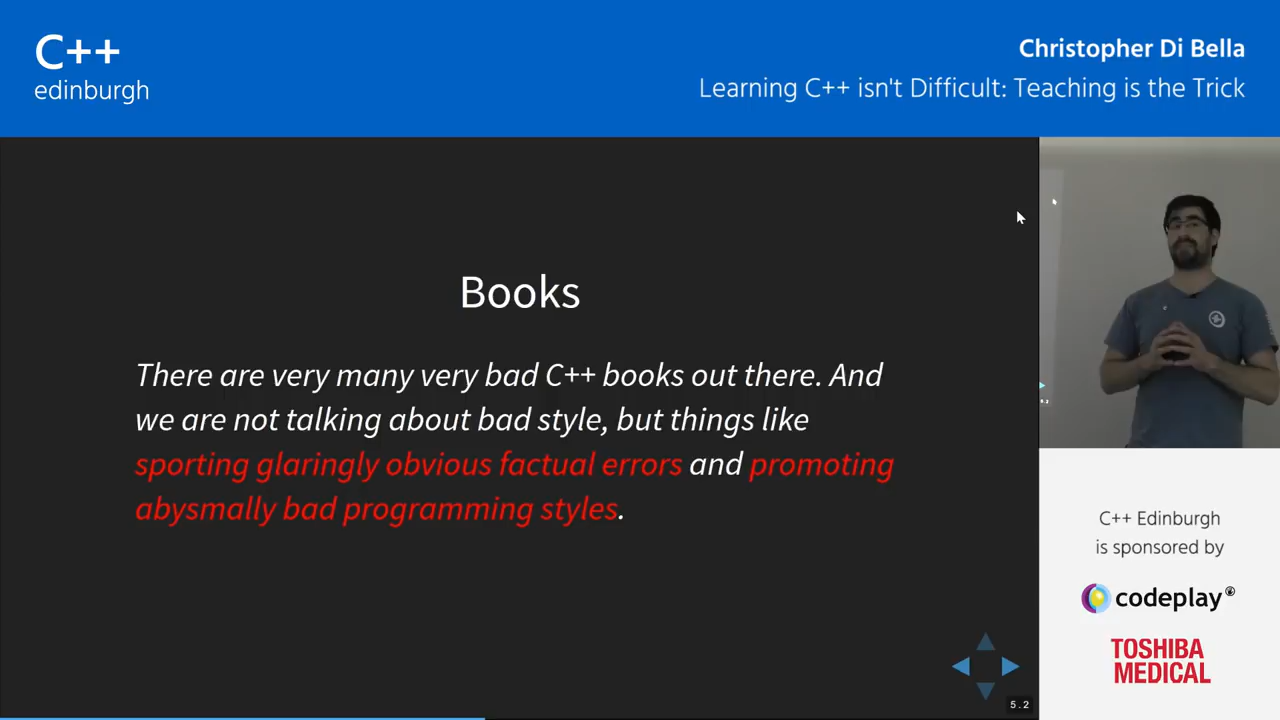 C++
edinburgh
Christopher Di Bella
Learning C++ isn't Difficult: Teaching is the Trick
Books
There are very many very bad C++ books out there. And
we are not talking about bad style, but things like
sporting glaringly obvious factual errors and promoting
abysmally bad programming styles.
5.2
C++ Edinburgh
is sponsored by
codeplay®
TOSHIBA
MEDICAL